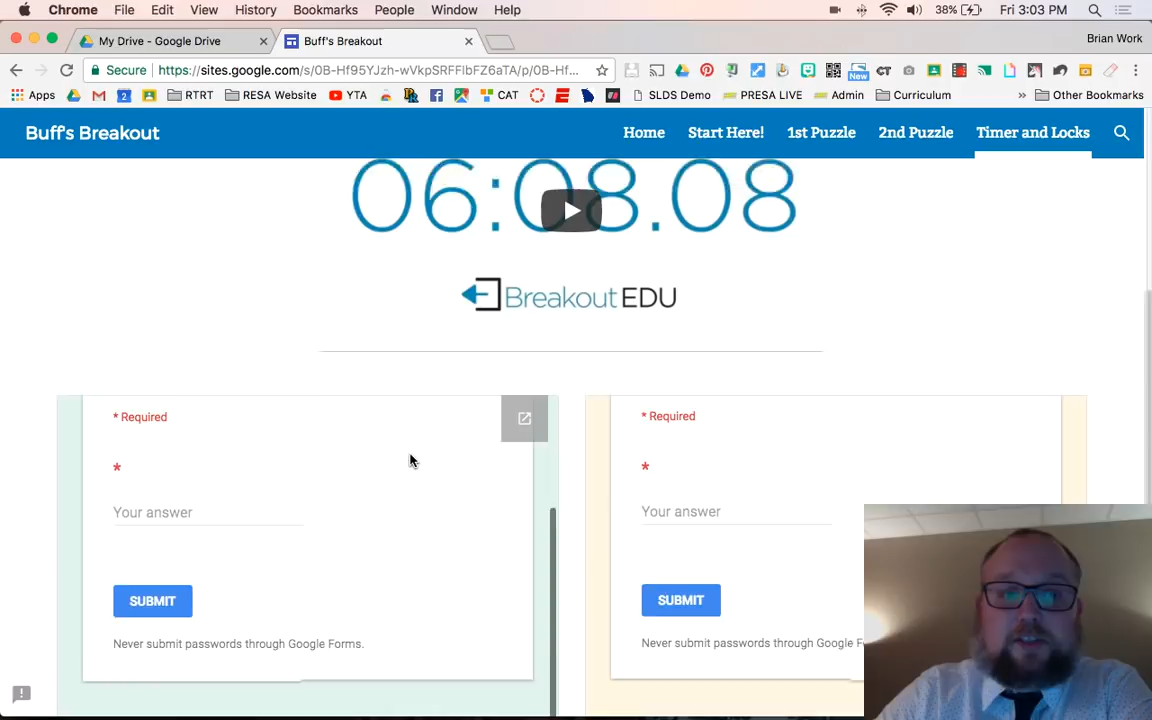 Chrome File Edit View History Bookmarks People Window Help 38% Fri 3:03 PM
My Drive - Google Drive Buff's Breakout Brian Work
Secure https://sites.google.com/s/0B-Hf95YJzh-wVkpSRFFlbFZ6aTA/p/0B-Hf... New
Apps RTRT RESA Website YTA CAT SLDS Demo PRESA LIVE Admin Curriculum » Other Bookmarks
Buff's Breakout Home Start Here! 1st Puzzle 2nd Puzzle Timer and Locks
06:08.08
Breakout EDU
* Required * Required
* *
Your answer Your answer
SUBMIT SUBMIT
Never submit passwords through Google Forms. Never submit passwords through Google